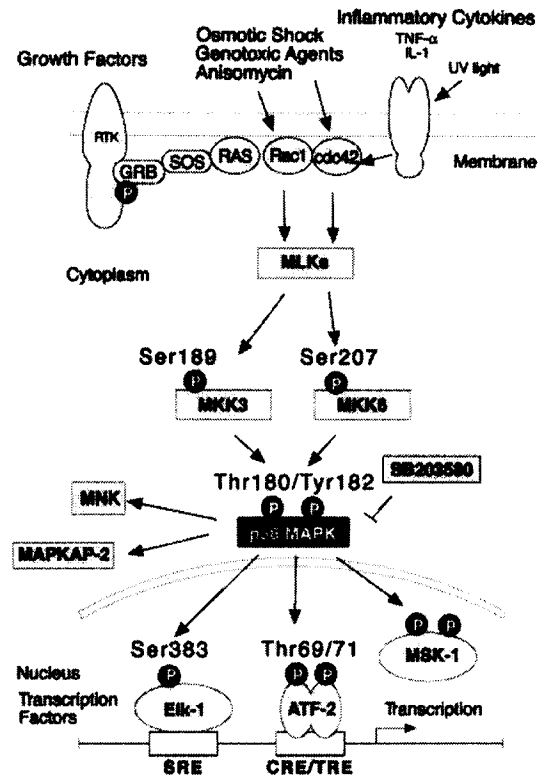 Inflammatory Cytokines
TNF-α
IL-1
Osmotic Shock
Genotoxic Agents
Anisomycin
UV light
Growth Factors
RTK
GRB
P
SOS
RAS
Rac1
cdc42
Membrane
Cytoplasm
MLKs
Ser189
P
MKK3
Ser207
P
MKK6
SB203580
Thr180/Tyr182
P P
p38 MAPK
MNK
MAPKAP-2
P P
MSK-1
Ser383
P
Elk-1
Thr69/71
P P
ATF-2
Nucleus
Transcription
Factors
Transcription
SRE
CRE/TRE